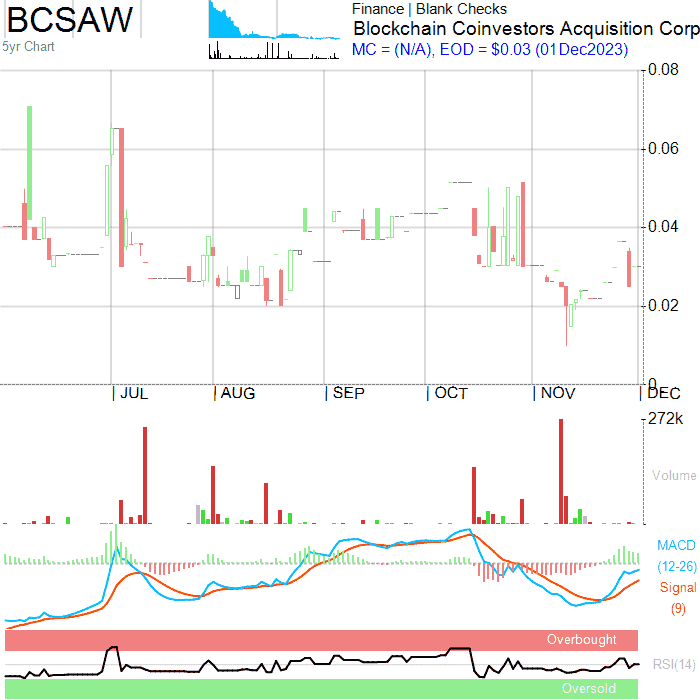 BCSAW
5yr Chart
Finance | Blank Checks
Blockchain Coinvestors Acquisition Corp
MC = (N/A), EOD = $0.03 (01Dec2023)
0.08
0.06
0.04
0.02
0
| JUL
| AUG
| SEP
| OCT
| NOV
| DEC
272k
Volume
MACD
(12-26)
Signal
(9)
Overbought
RSI(14)
Oversold